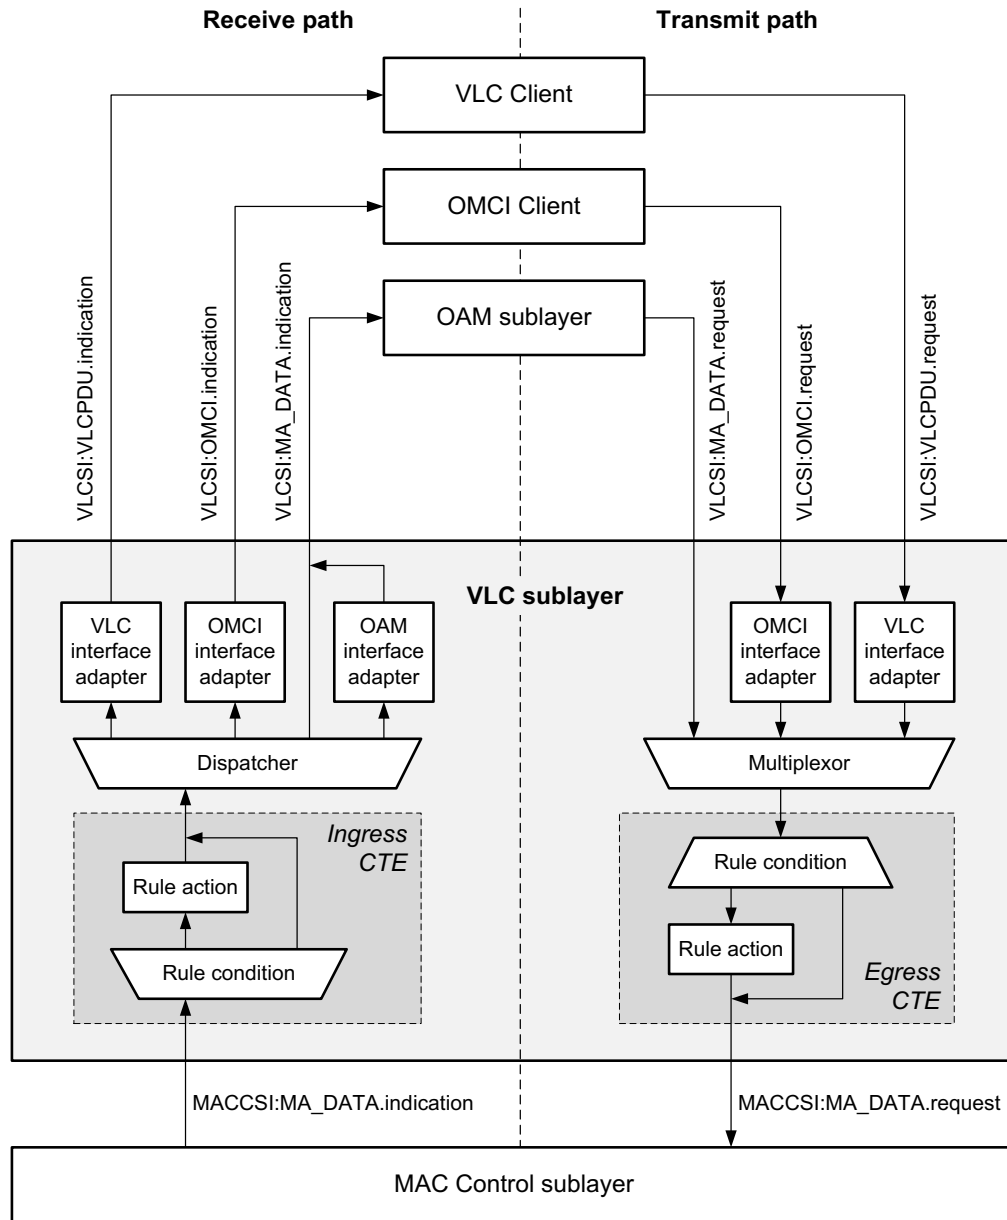 Receive path
Transmit path
VLC Client
OMCI Client
OAM sublayer
VLCSI:VLCPDU.indication
VLCSI:OMCI.indication
VLCSI:MA_DATA.indication
VLCSI:MA_DATA.request
VLCSI:OMCI.request
VLCSI:VLCPDU.request
VLC sublayer
VLC
interface
adapter
OMCI
interface
adapter
OAM
interface
adapter
OMCI
interface
adapter
VLC
interface
adapter
Dispatcher
Multiplexor
Ingress
CTE
Rule action
Rule condition
Rule condition
Rule action
Egress
CTE
MACCSI:MA_DATA.indication
MACCSI:MA_DATA.request
MAC Control sublayer